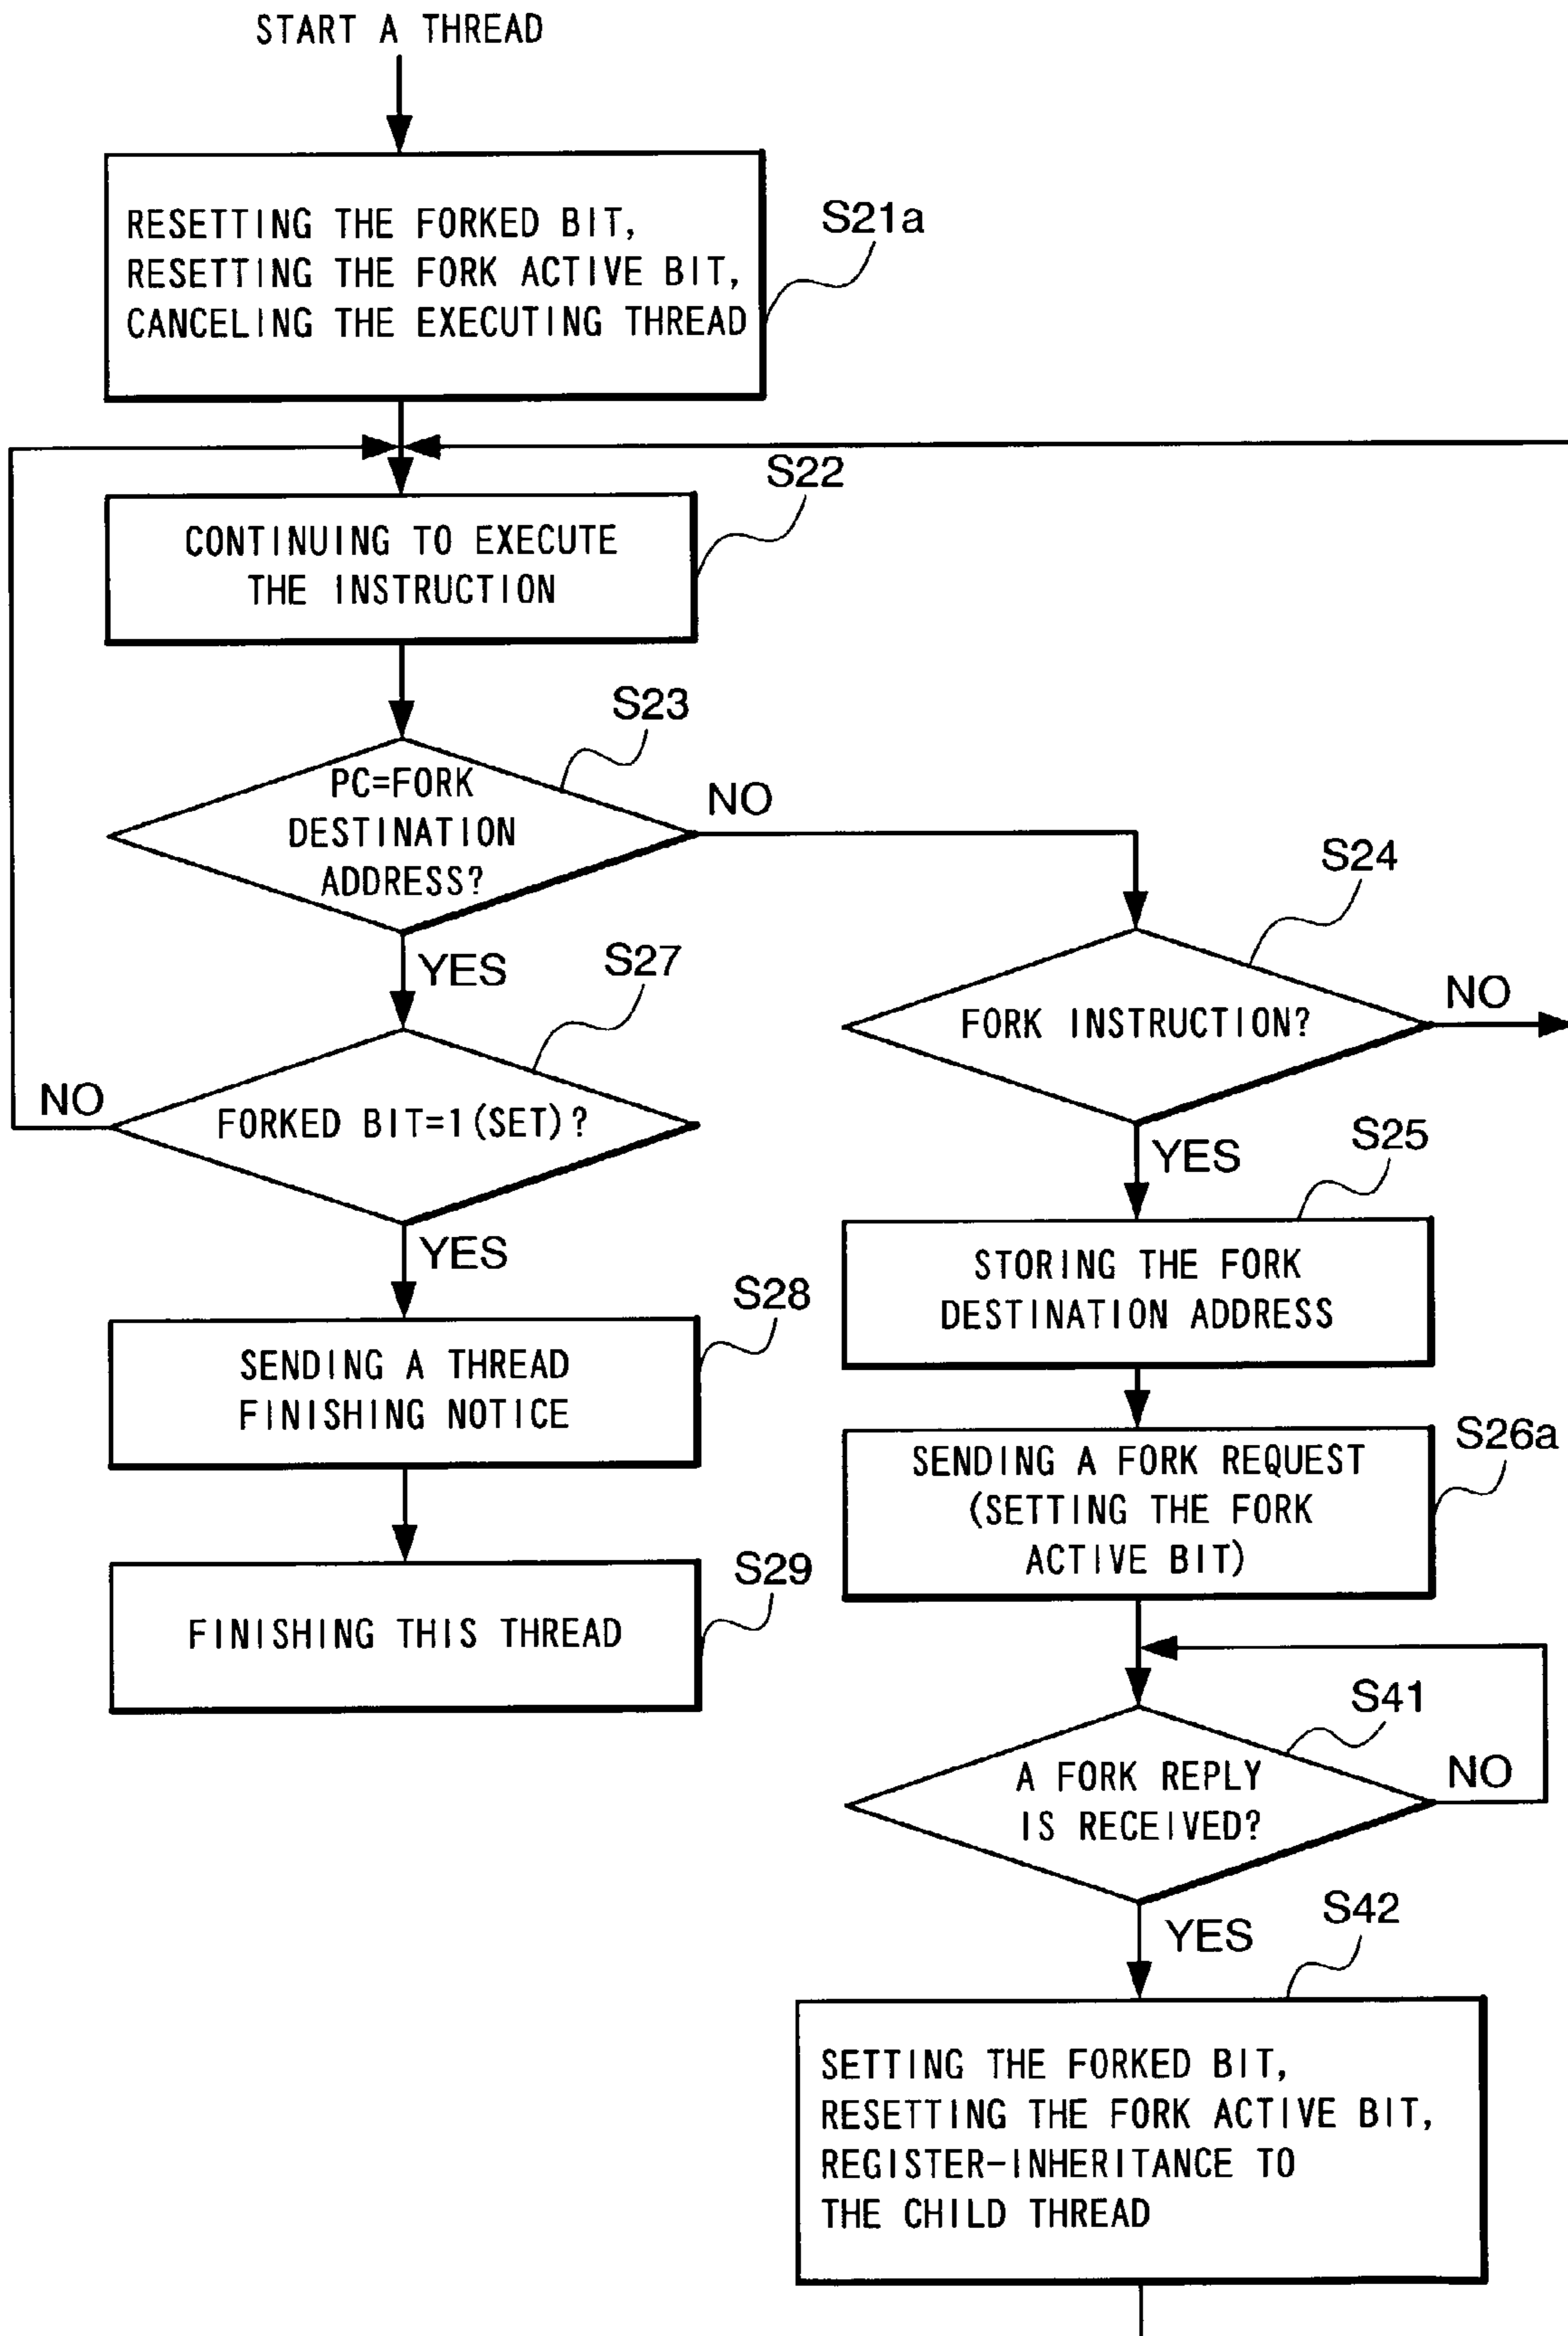 START A THREAD
RESETTING THE FORKED BIT,
RESETTING THE FORK ACTIVE BIT,
CANCELING THE EXECUTING THREAD
S21a
S22
CONTINUING TO EXECUTE
THE INSTRUCTION
S23
PC=FORK
DESTINATION
ADDRESS?
NO
YES
S24
FORK INSTRUCTION?
NO
YES
S27
FORKED BIT=1(SET)?
NO
YES
S25
STORING THE FORK
DESTINATION ADDRESS
S28
SENDING A THREAD
FINISHING NOTICE
S26a
SENDING A FORK REQUEST
(SETTING THE FORK
ACTIVE BIT)
S29
FINISHING THIS THREAD
S41
A FORK REPLY
IS RECEIVED?
NO
YES
S42
SETTING THE FORKED BIT,
RESETTING THE FORK ACTIVE BIT,
REGISTER-INHERITANCE TO
THE CHILD THREAD